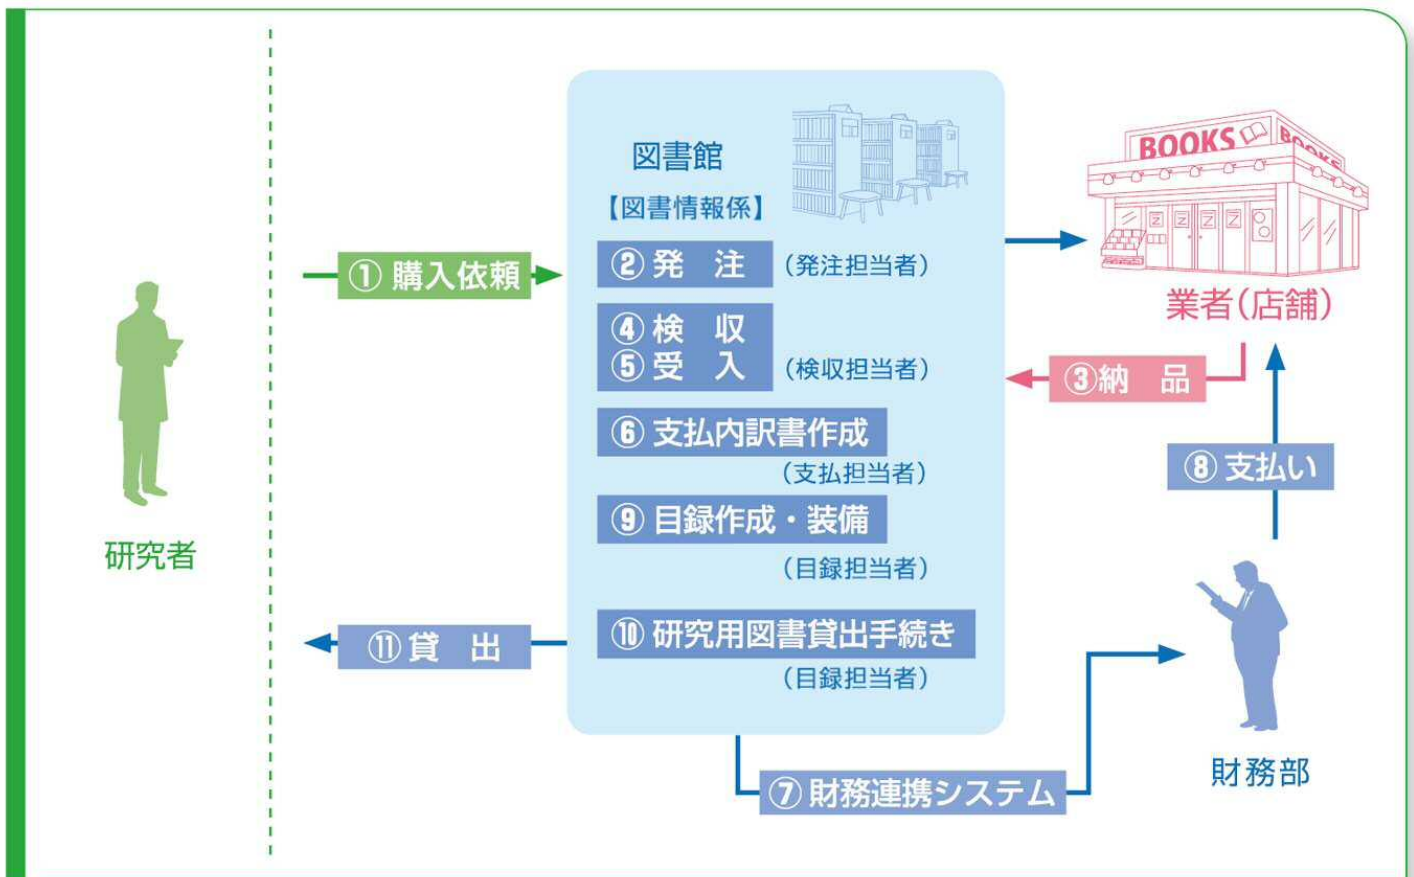 図書館
【図書情報係】
BOOKS
BOOKS
① 購入依頼
② 発　注
（発注担当者）
業者（店舗）
④ 検　収
⑤ 受　入
（検収担当者）
③納　品
⑥ 支払内訳書作成
（支払担当者）
⑧ 支払い
⑨ 目録作成・装備
（目録担当者）
研究者
⑩ 研究用図書貸出手続き
（目録担当者）
⑪ 貸　出
⑦ 財務連携システム
財務部